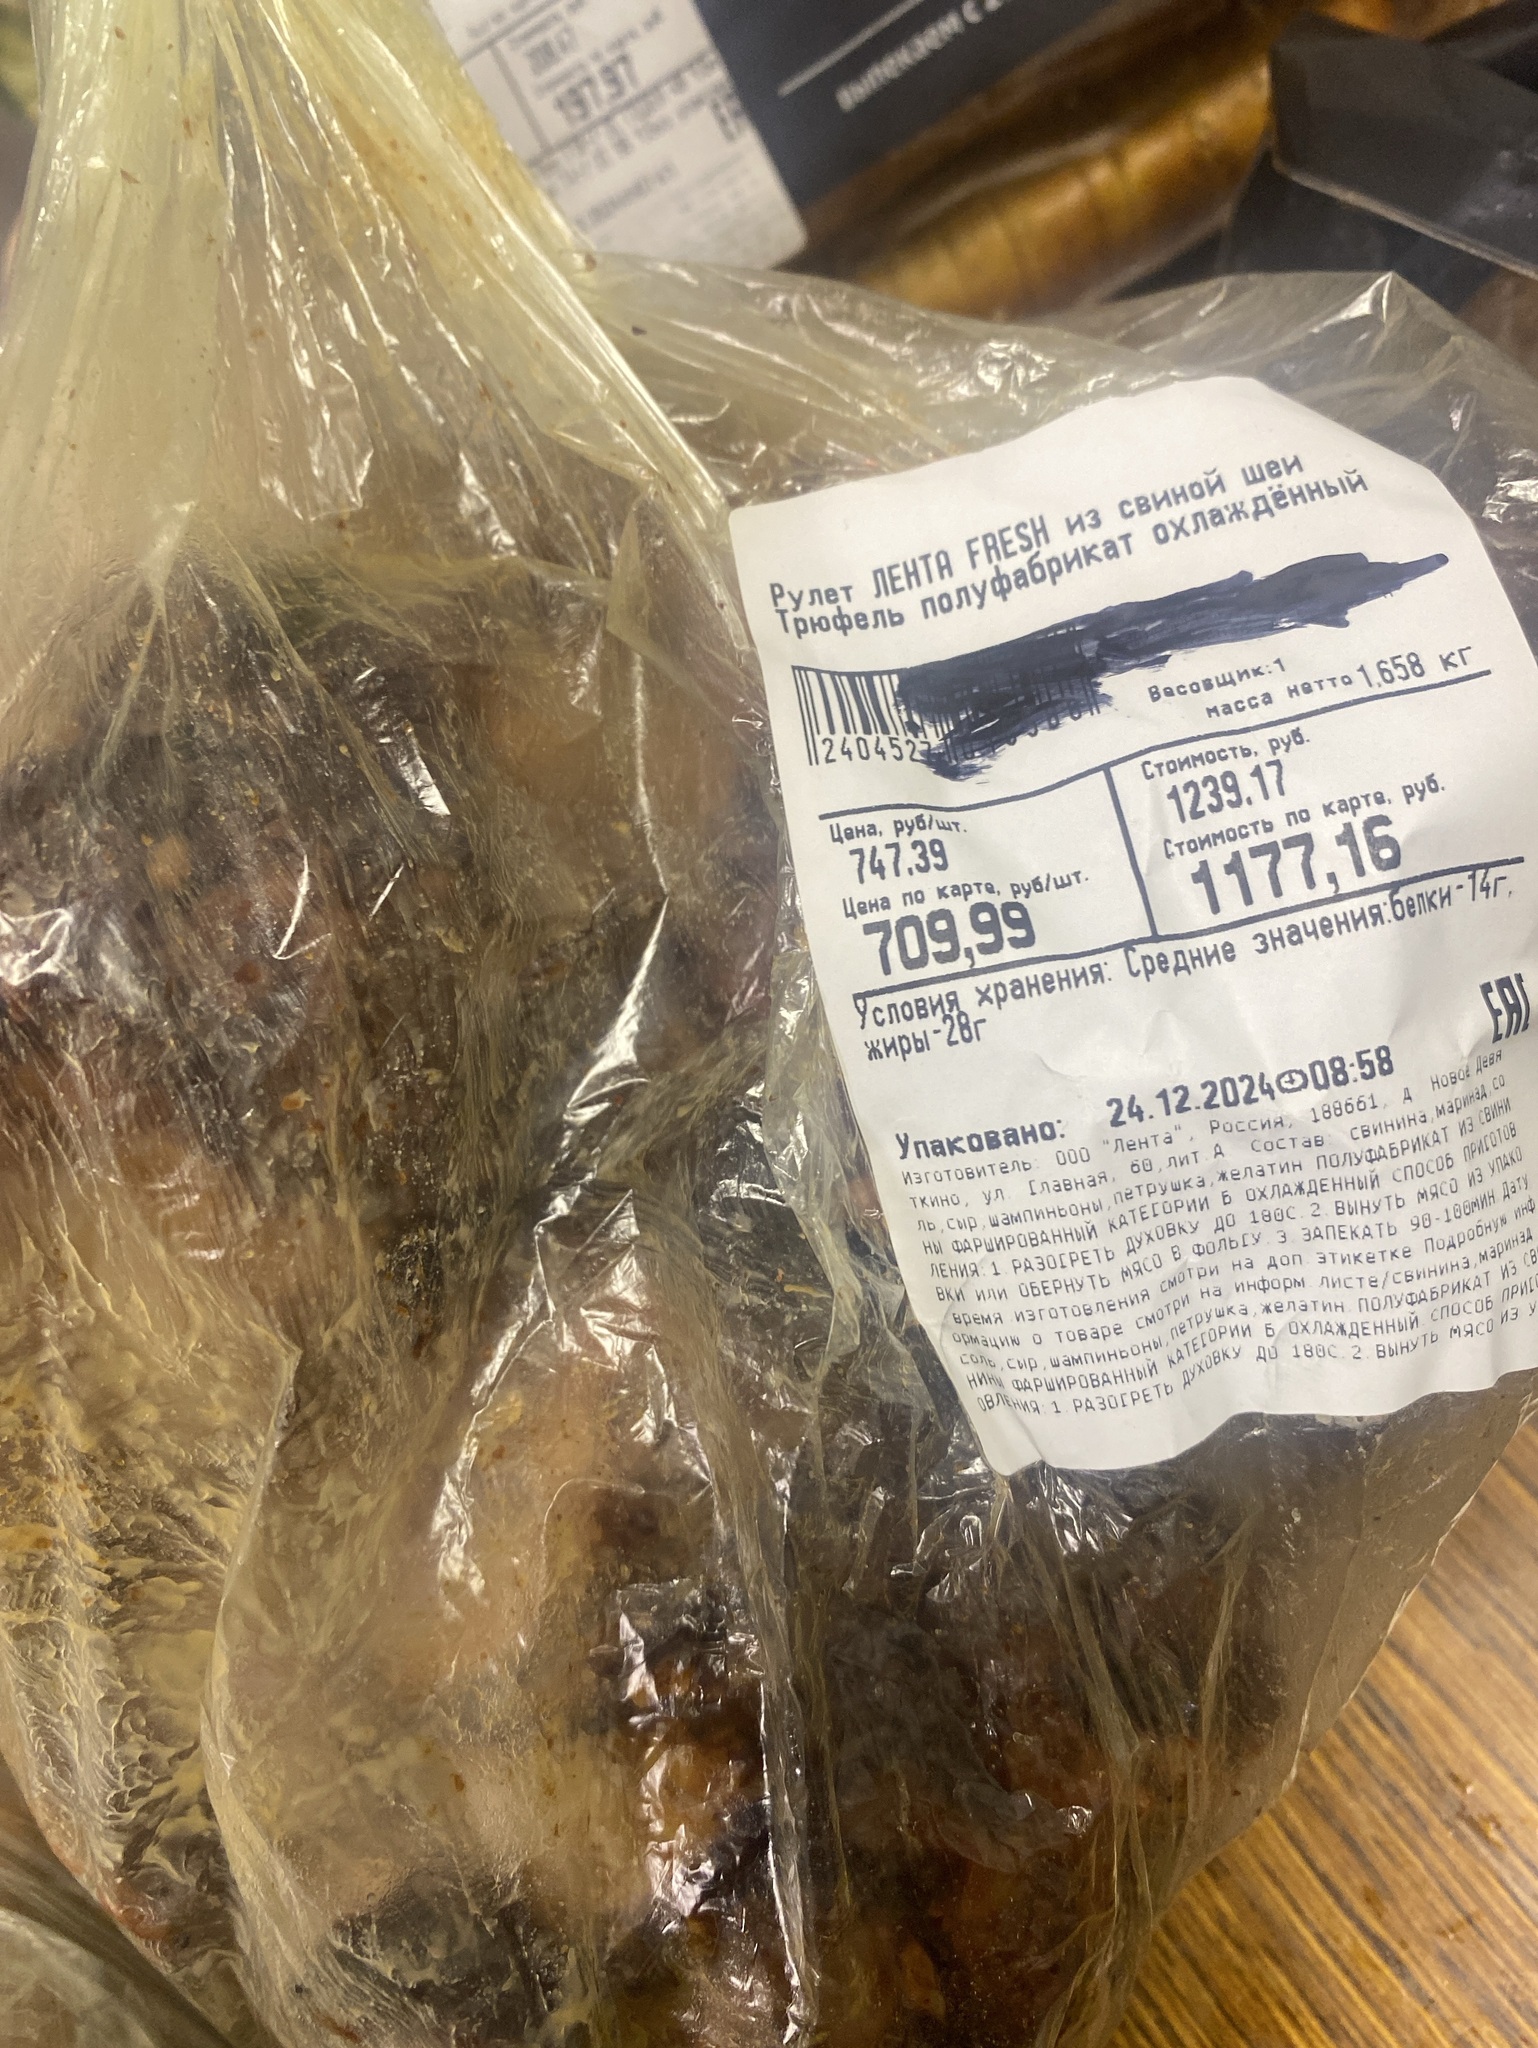 197.97
Выпекаем с
Рулет ЛЕНТА FRESH из свиной шеи
Трюфель полуфабрикат охлаждённый
Весовщик:1
масса нетто 1,658 кг
2404527
Цена, руб/шт.
747.39
Цена по карте, руб/шт.
709,99
Стоимость, руб.
1239.17
Стоимость по карте, руб.
1177,16
Условия хранения: Средние значения:белки-14г,
жиры-28г
EAC
Упаковано: 24.12.2024 08:58
Изготовитель: ООО "Лента", Россия, 188661, д Новое Девя
ткино, ул. Главная, 60,лит.А Состав: свинина,маринад,со
ль,сыр,шампиньоны,петрушка,желатин ПОЛУФАБРИКАТ ИЗ СВИНИ
НЫ ФАРШИРОВАННЫЙ КАТЕГОРИИ Б ОХЛАЖДЕННЫЙ СПОСОБ ПРИГОТОВ
ЛЕНИЯ:1.РАЗОГРЕТЬ ДУХОВКУ ДО 180С.2.ВЫНУТЬ МЯСО ИЗ УПАКО
ВКИ ИЛИ ОБЕРНУТЬ МЯСО В ФОЛЬГУ 3.ЗАПЕКАТЬ 90-100МИН Дату
время изготовления смотри на доп.этикетке Подробную инф
ормацию о товаре смотри на информ.листе/свинина,маринад
соль,сыр,шампиньоны,петрушка,желатин.ПОЛУФАБРИКАТ ИЗ СВ
НИНЫ ФАРШИРОВАННЫЙ КАТЕГОРИИ Б ОХЛАЖДЕННЫЙ СПОСОБ ПРИГО
ОВЛЕНИЯ:1.РАЗОГРЕТЬ ДУХОВКУ ДО 180С.2.ВЫНУТЬ МЯСО ИЗ У